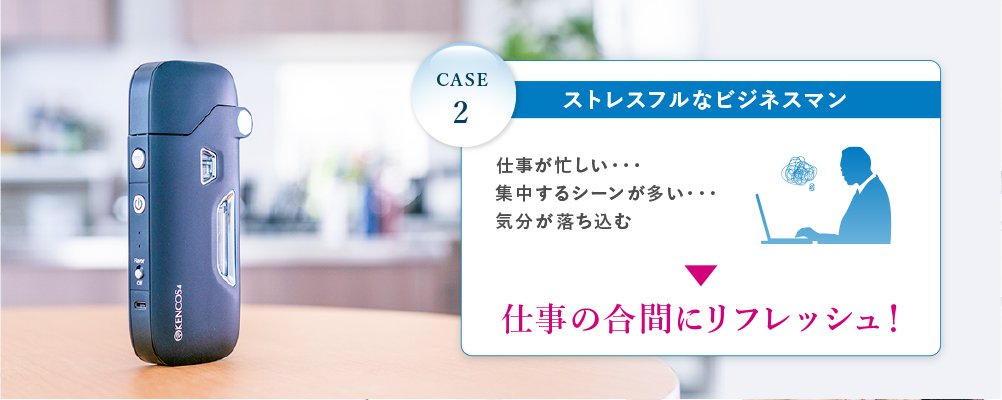 CASE
2
ストレスフルなビジネスマン
仕事が忙しい・・・
集中するシーンが多い・・・
気分が落ち込む
仕事の合間にリフレッシュ！
Flavor
off
KENCOS4